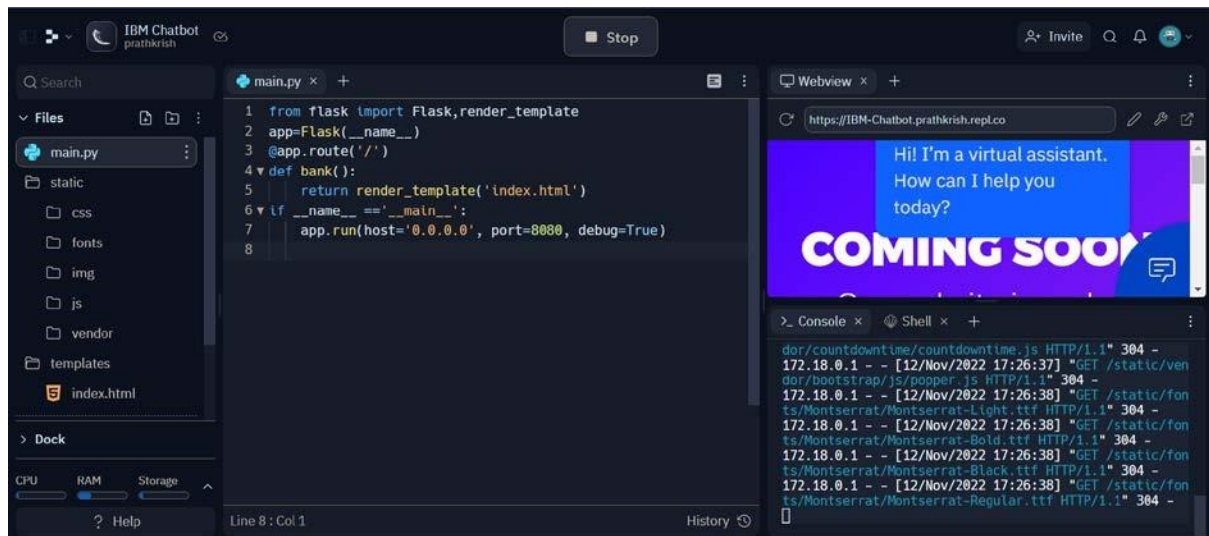 IBM Chatbot
prathkrish
Stop
Invite
Search
Files
main.py
static
css
fonts
img
js
vendor
templates
index.html
Dock
CPU RAM Storage
? Help
main.py × +
1 from flask import Flask,render_template
2 app=Flask(__name__)
3 @app.route('/')
4 def bank():
5 return render_template('index.html')
6 if __name__ =='__main__':
7 app.run(host='0.0.0.0', port=8080, debug=True)
8
Line 8 : Col 1
History
Webview × +
https://IBM-Chatbot.prathkrish.repl.co
Hi! I'm a virtual assistant.
How can I help you
today?
COMING SOON
>_ Console × Shell × +
dor/countdowntime/countdowntime.js HTTP/1.1" 304 -
172.18.0.1 - - [12/Nov/2022 17:26:37] "GET /static/ven
dor/bootstrap/js/popper.js HTTP/1.1" 304 -
172.18.0.1 - - [12/Nov/2022 17:26:38] "GET /static/fon
ts/Montserrat/Montserrat-Light.ttf HTTP/1.1" 304 -
172.18.0.1 - - [12/Nov/2022 17:26:38] "GET /static/fon
ts/Montserrat/Montserrat-Bold.ttf HTTP/1.1" 304 -
172.18.0.1 - - [12/Nov/2022 17:26:38] "GET /static/fon
ts/Montserrat/Montserrat-Black.ttf HTTP/1.1" 304 -
172.18.0.1 - - [12/Nov/2022 17:26:38] "GET /static/fon
ts/Montserrat/Montserrat-Regular.ttf HTTP/1.1" 304 -